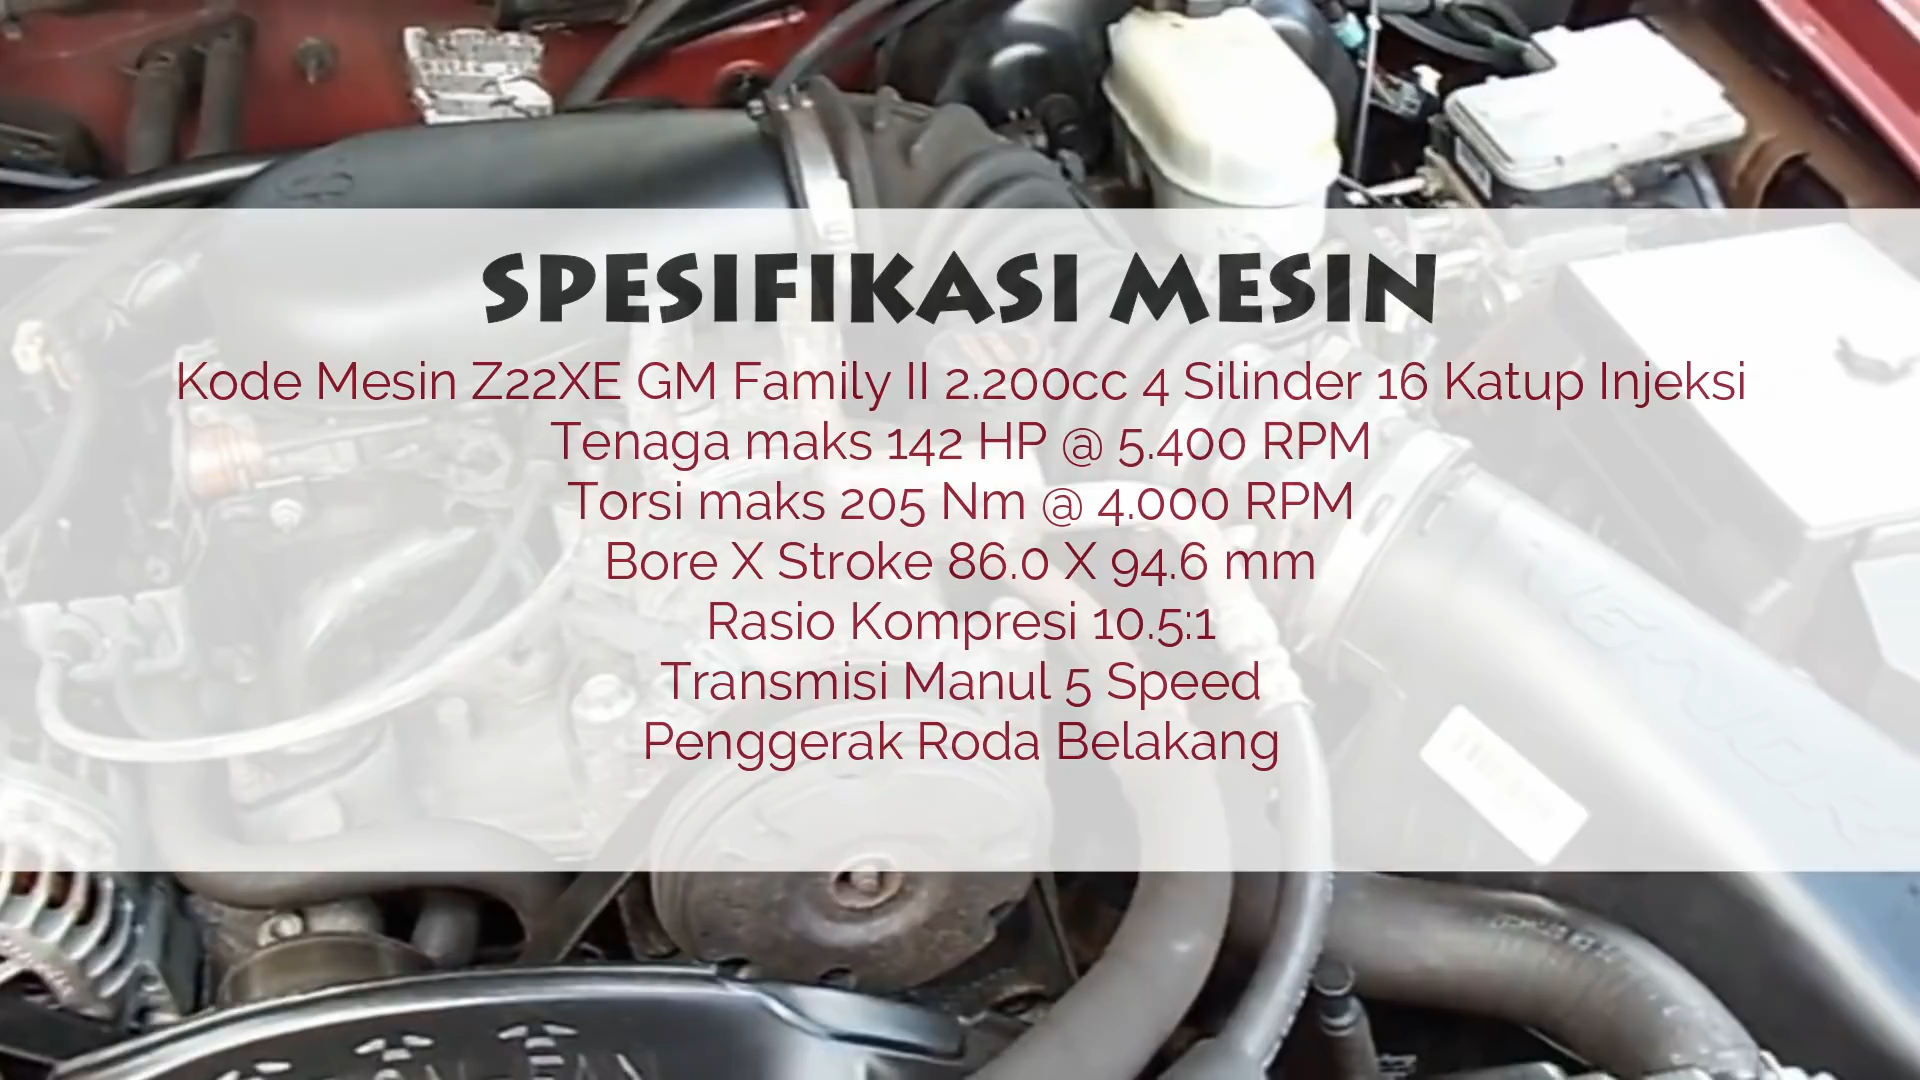 SPESIFIKASI MESIN
Kode Mesin Z22XE GM Family II 2.200cc 4 Silinder 16 Katup Injeksi
Tenaga maks 142 HP @ 5.400 RPM
Torsi maks 205 Nm @ 4.000 RPM
Bore X Stroke 86.0 X 94.6 mm
Rasio Kompresi 10.5:1
Transmisi Manul 5 Speed
Penggerak Roda Belakang